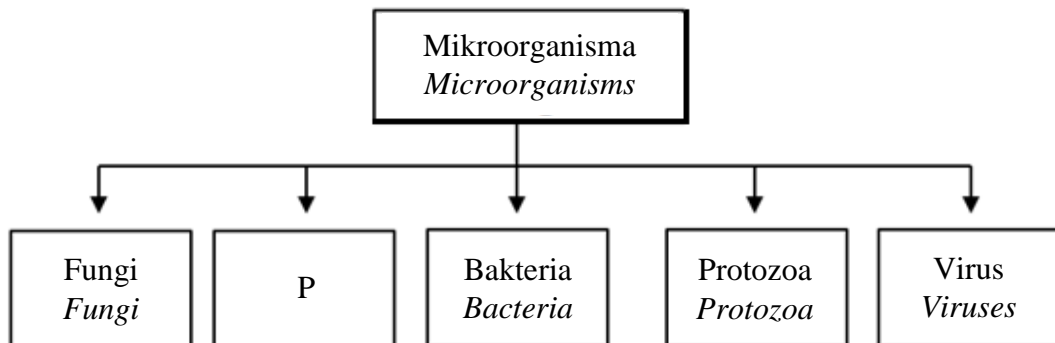 Mikroorganisma
Microorganisms
Fungi
Fungi
P
Bakteria
Bacteria
Protozoa
Protozoa
Virus
Viruses